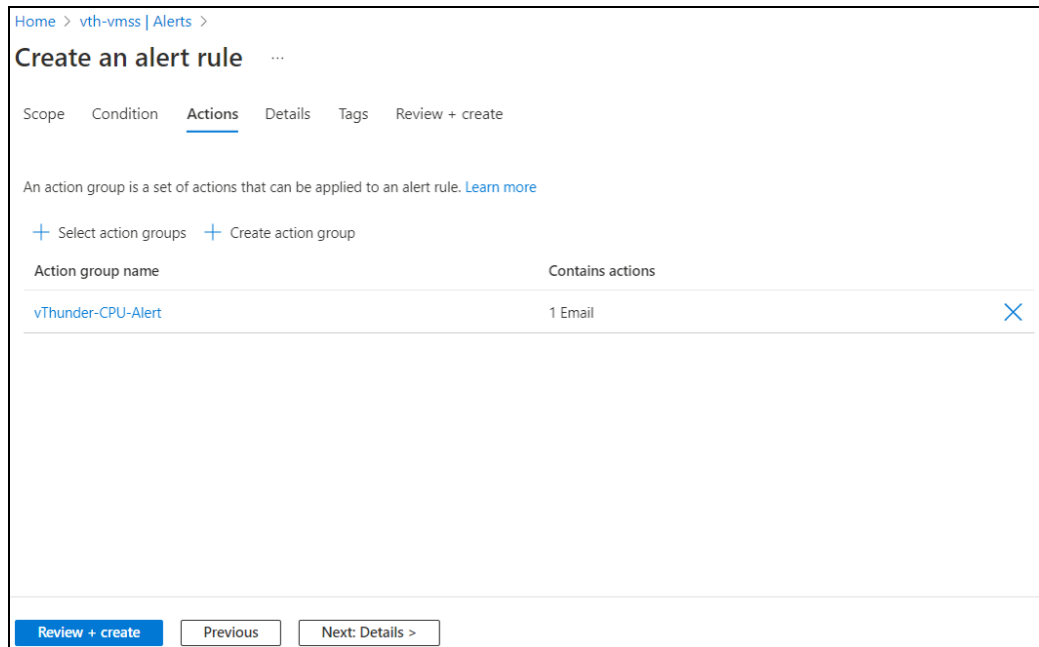 Home > vth-vmss | Alerts >
Create an alert rule ...
Scope Condition Actions Details Tags Review + create
An action group is a set of actions that can be applied to an alert rule. Learn more
+ Select action groups + Create action group
Action group name Contains actions
vThunder-CPU-Alert 1 Email
Review + create Previous Next: Details >